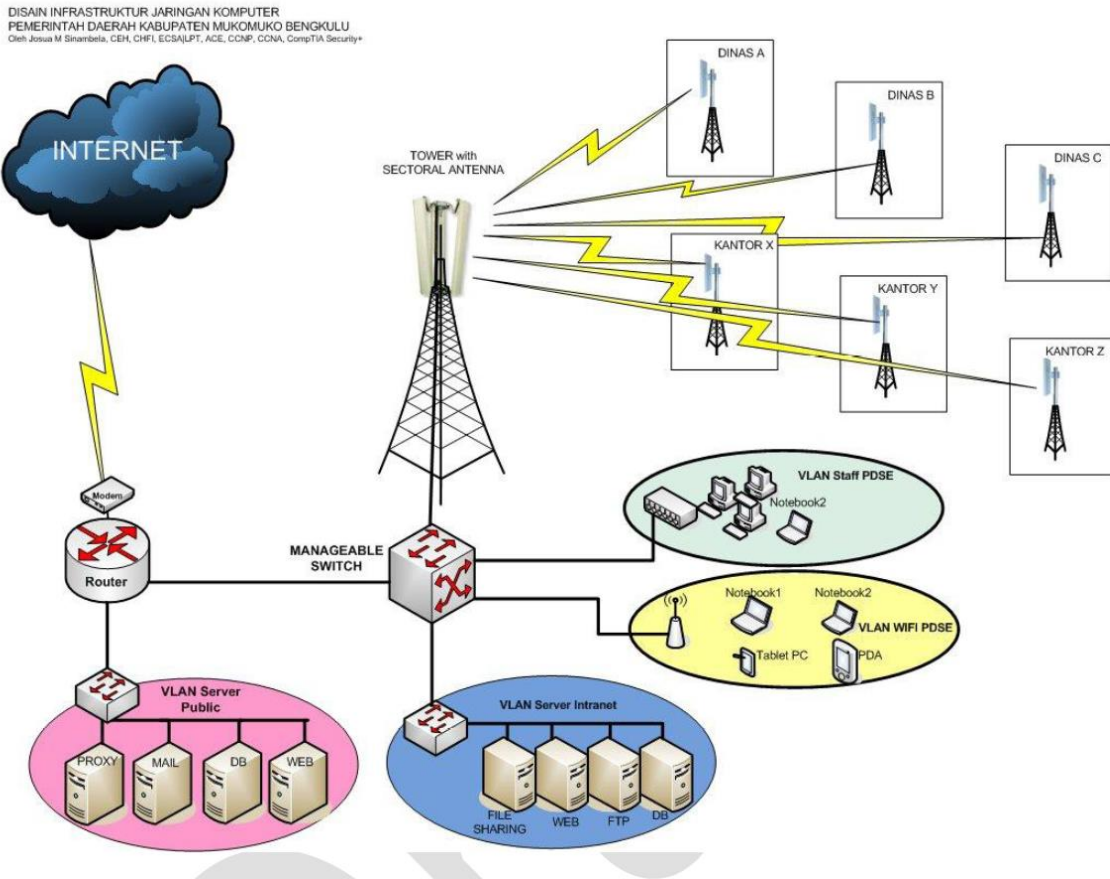 DISAIN INFRASTRUKTUR JARINGAN KOMPUTER
PEMERINTAH DAERAH KABUPATEN MUKOMUKO BENGKULU
Oleh Josua M Sinambela, CEH, CHFI, ECSA|LPT, ACE, CCNP, CCNA, CompTIA Security+
INTERNET
TOWER with
SECTORAL ANTENNA
DINAS A
DINAS B
DINAS C
KANTOR X
KANTOR Y
KANTOR Z
Modem
Router
MANAGEABLE
SWITCH
VLAN Staff PDSE
Notebook2
Notebook1
Notebook2
VLAN WIFI PDSE
Tablet PC
PDA
VLAN Server
Public
PROXY
MAIL
DB
WEB
VLAN Server Intranet
FILE
SHARING
WEB
FTP
DB